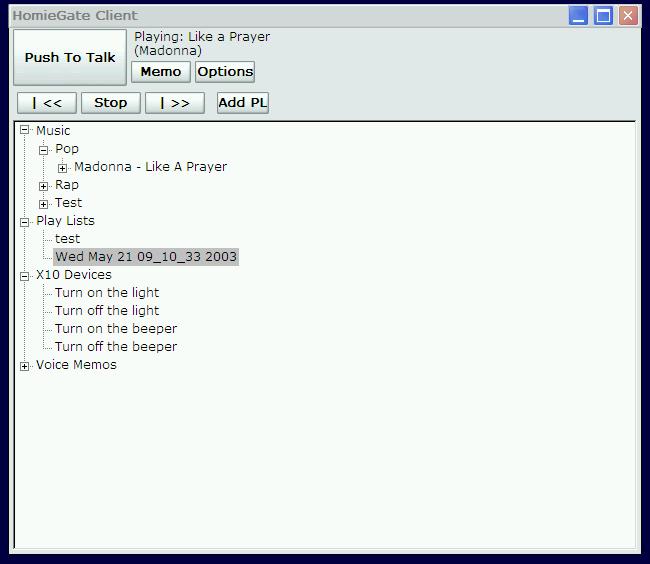 HomieGate Client
Push To Talk
Playing: Like a Prayer
(Madonna)
Memo Options
| << Stop | >> Add PL
Music
Pop
Madonna - Like A Prayer
Rap
Test
Play Lists
test
Wed May 21 09_10_33 2003
X10 Devices
Turn on the light
Turn off the light
Turn on the beeper
Turn off the beeper
Voice Memos